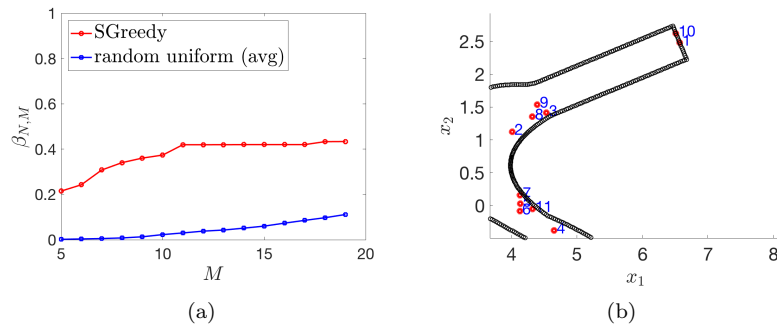 1
0.8
0.6
0.4
0.2
0
β_{N,M}
SGreedy
random uniform (avg)
5 10 15 20
M
(a)
2.5
2
1.5
1
0.5
0
x_2
10
1
9
8 3
2
7
6 11
4
4 5 6 7 8
x_1
(b)